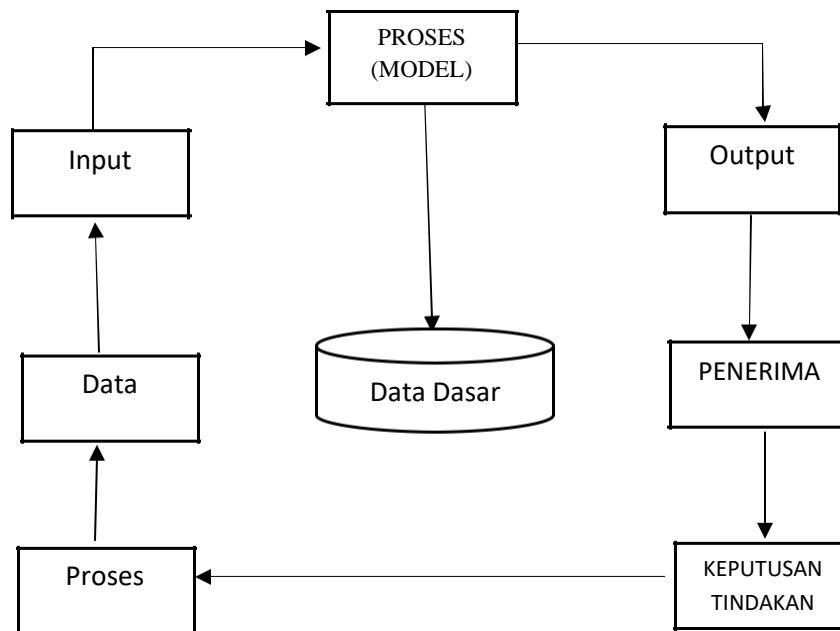 PROSES
(MODEL)
Input
Output
Data
Data Dasar
PENERIMA
Proses
KEPUTUSAN
TINDAKAN